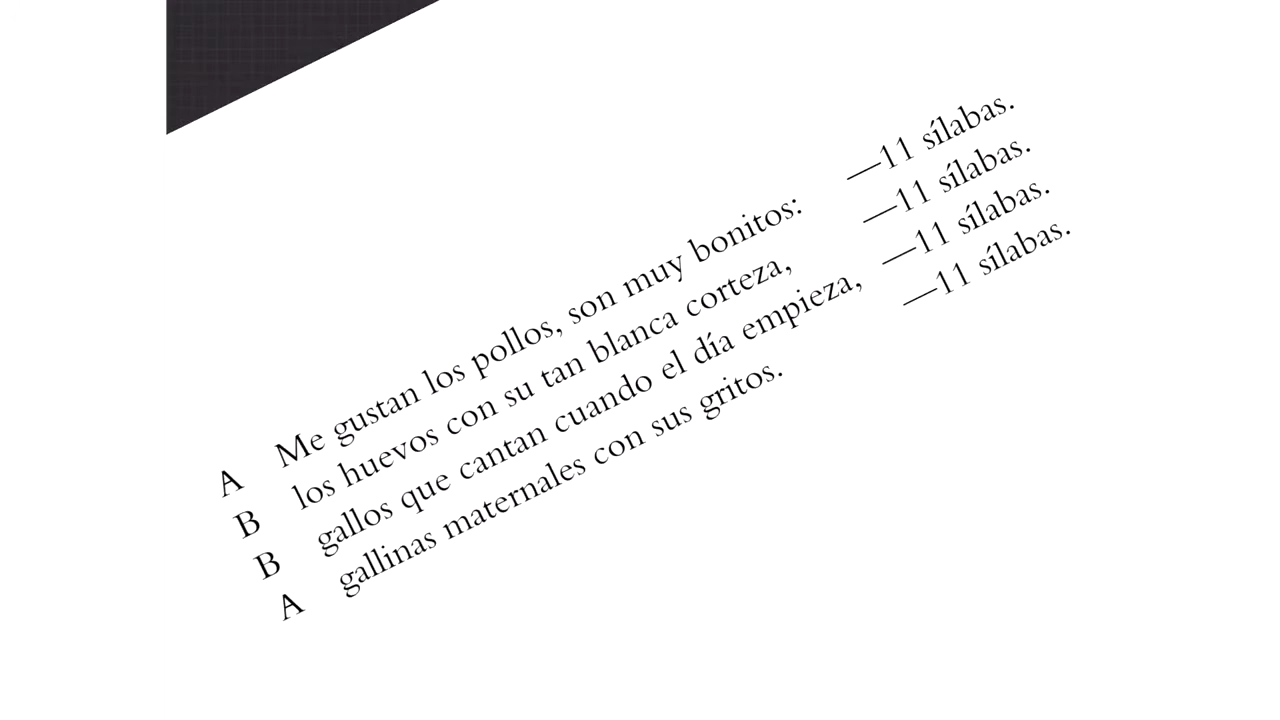 A Me gustan los pollos, son muy bonitos: —11 sílabas.
B los huevos con su tan blanca corteza, —11 sílabas.
B gallos que cantan cuando el día empieza, —11 sílabas.
A gallinas maternales con sus gritos. —11 sílabas.